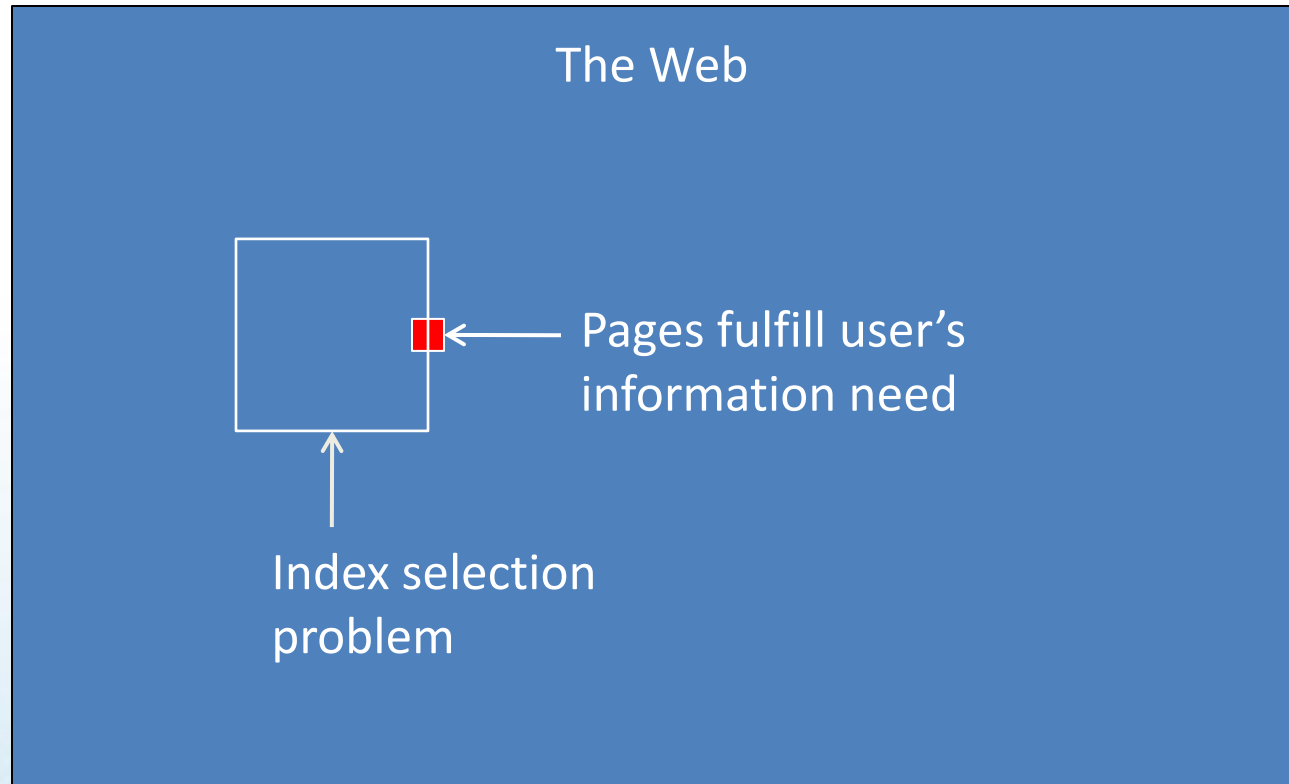 The Web
Pages fulfill user’s
information need
Index selection
problem